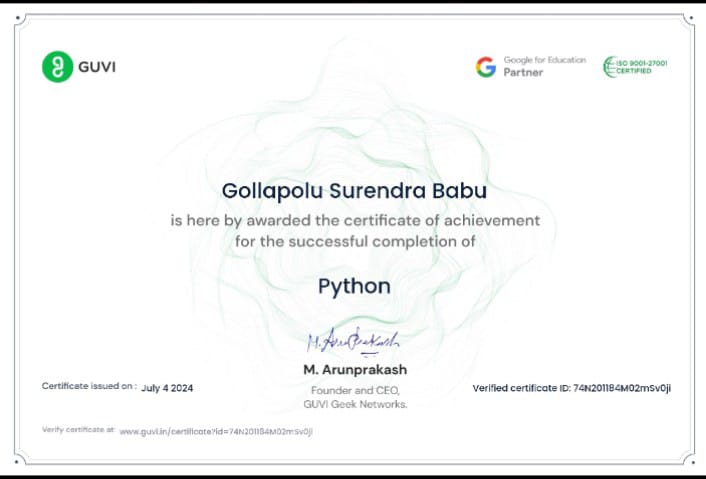 GUVI
Google for Education
Partner
ISO 9001-27001
CERTIFIED
Gollapolu Surendra Babu
is here by awarded the certificate of achievement
for the successful completion of
Python
M. Arunprakash
M. Arunprakash
Founder and CEO,
GUVI Geek Networks.
Certificate issued on : July 4 2024
Verified certificate ID: 74N201184M02mSv0ji
Verify certificate at: www.guvi.in/certificate?id=74N201184M02mSv0ji